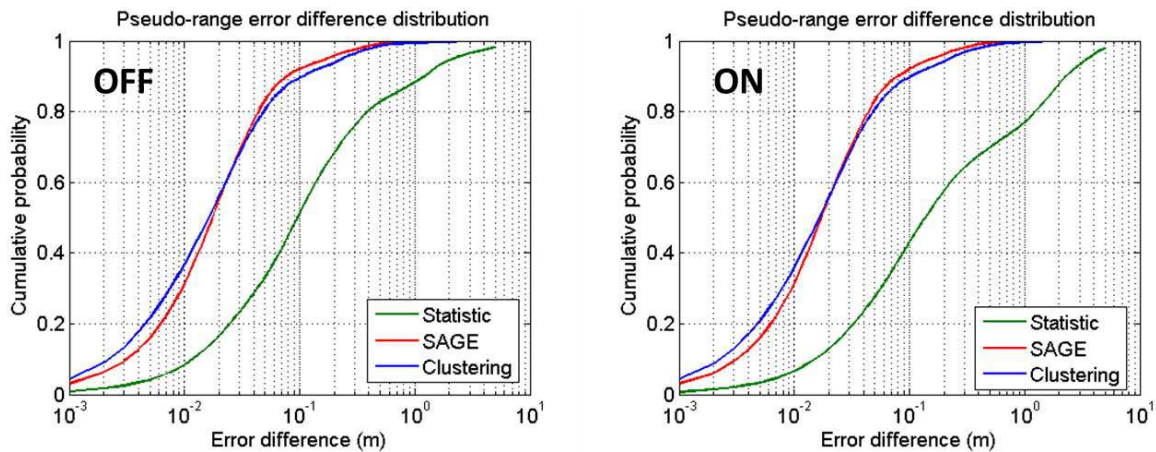 Pseudo-range error difference distribution
OFF
Cumulative probability
1
0.8
0.6
0.4
0.2
0
10^-3
10^-2
10^-1
10^0
10^1
Error difference (m)
Statistic
SAGE
Clustering
Pseudo-range error difference distribution
ON
Cumulative probability
1
0.8
0.6
0.4
0.2
0
10^-3
10^-2
10^-1
10^0
10^1
Error difference (m)
Statistic
SAGE
Clustering